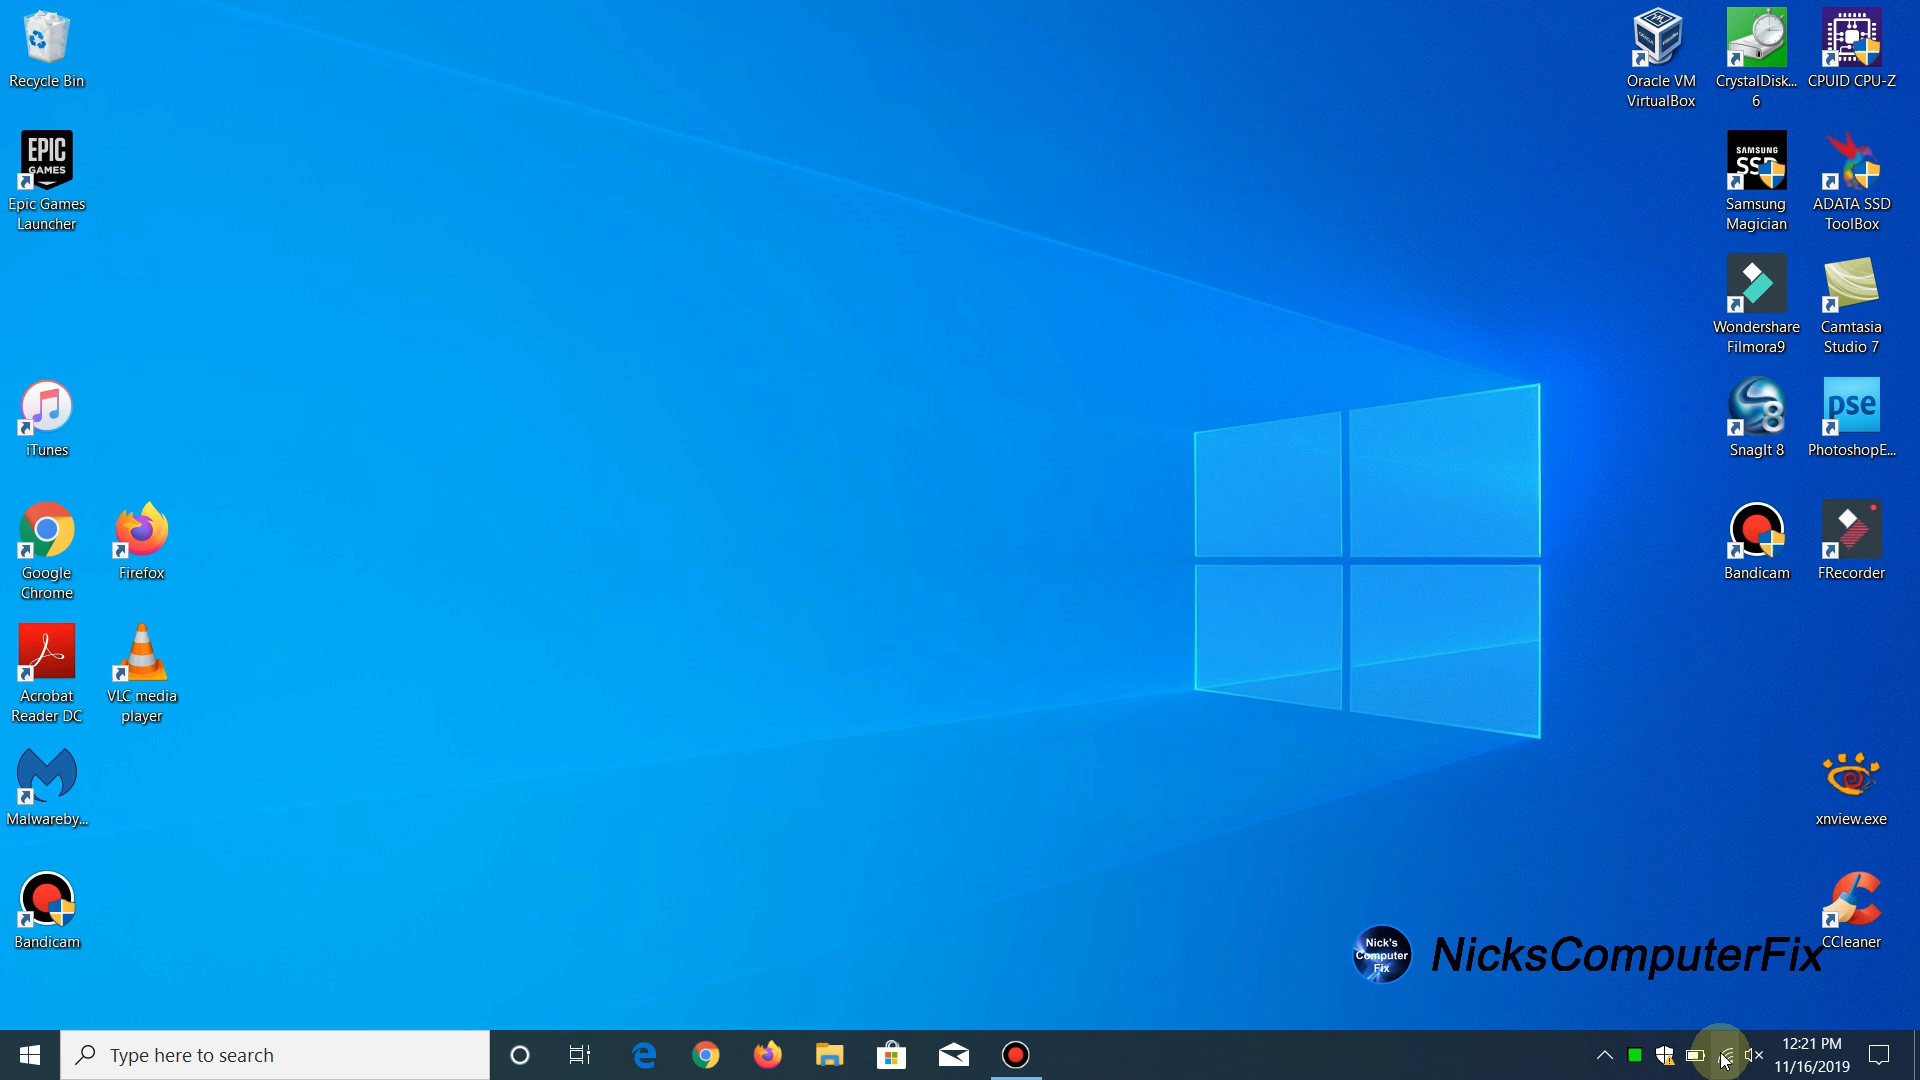 Recycle Bin
EPIC
GAMES
Epic Games
Launcher
iTunes
Google
Chrome
Firefox
Acrobat
Reader DC
VLC media
player
Malwareby...
Bandicam
Oracle VM
VirtualBox
CrystalDisk...
6
CPUID CPU-Z
SAMSUNG
SSD
Samsung
Magician
ADATA SSD
ToolBox
Wondershare
Filmora9
Camtasia
Studio 7
SnagIt 8
pse
PhotoshopE...
Bandicam
FRecorder
xnview.exe
CCleaner
Nick's
Computer
Fix
NicksComputerFix
Type here to search
12:21 PM
11/16/2019